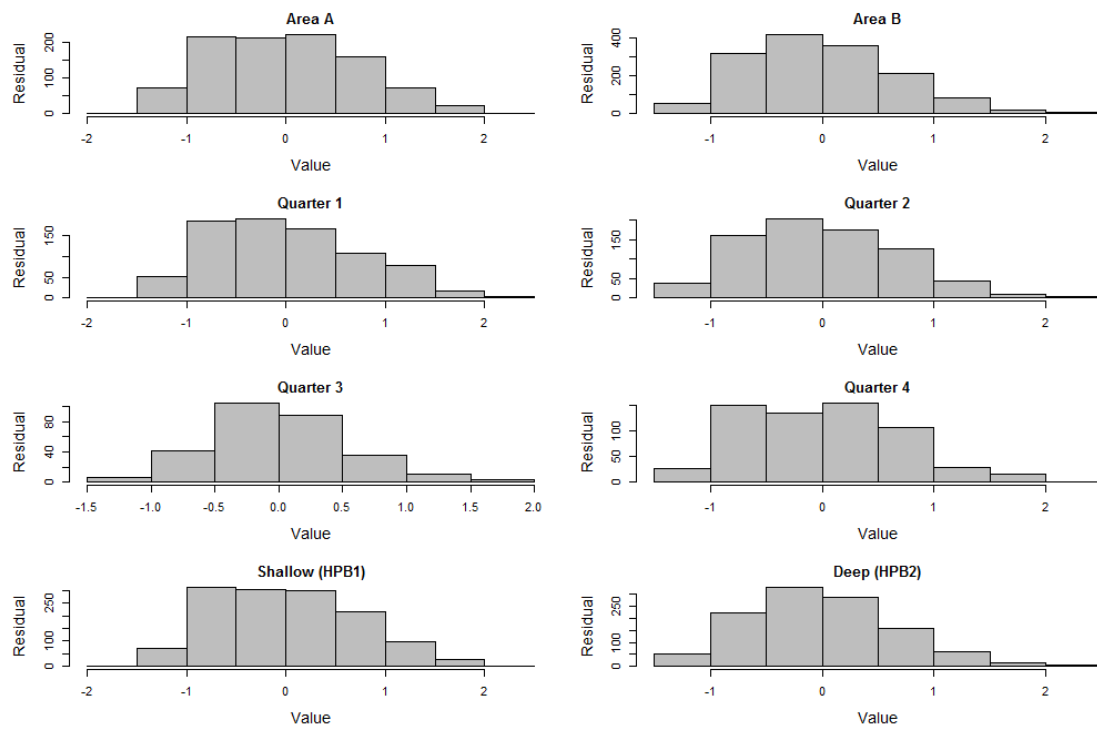 Area A
Residual
0 100 200
-2 -1 0 1 2
Value
Area B
Residual
0 200 400
-1 0 1 2
Value
Quarter 1
Residual
0 50 150
-2 -1 0 1 2
Value
Quarter 2
Residual
0 50 150
-1 0 1 2
Value
Quarter 3
Residual
0 40 80
-1.5 -1.0 -0.5 0.0 0.5 1.0 1.5 2.0
Value
Quarter 4
Residual
0 50 100
-1 0 1 2
Value
Shallow (HPB1)
Residual
0 100 250
-2 -1 0 1 2
Value
Deep (HPB2)
Residual
0 100 250
-1 0 1 2
Value